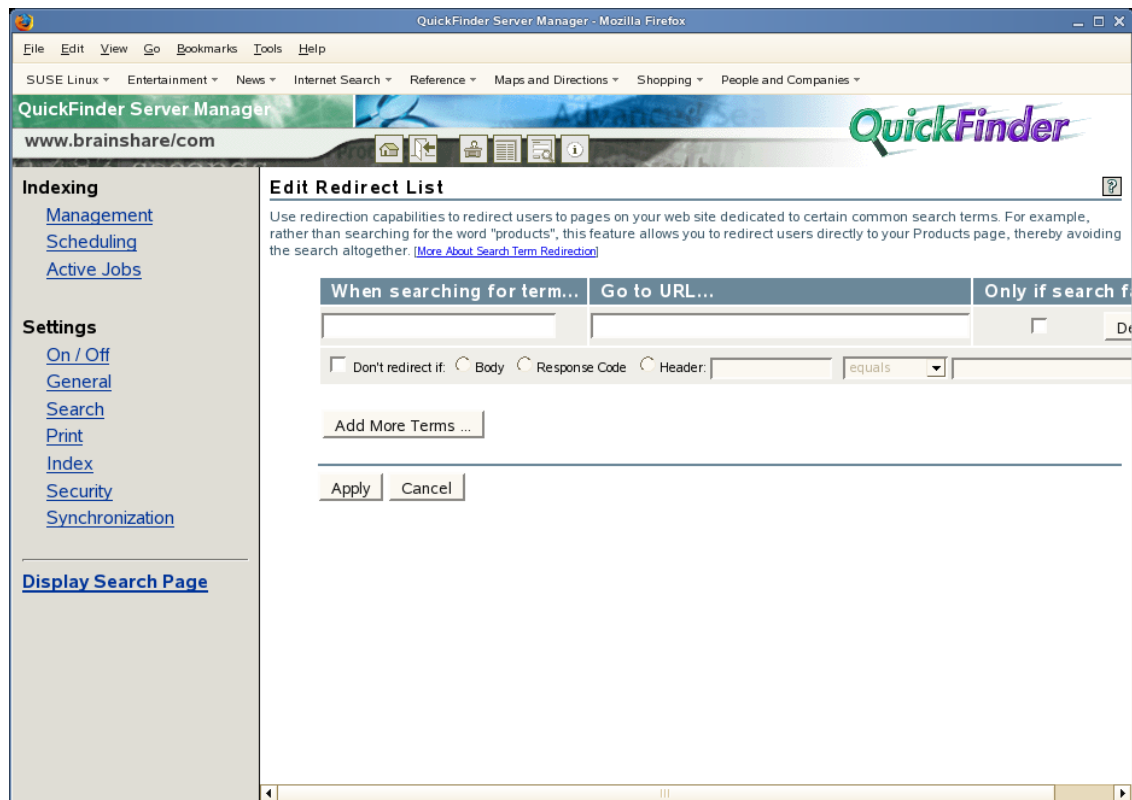 QuickFinder Server Manager - Mozilla Firefox
File Edit View Go Bookmarks Tools Help
SUSE Linux Entertainment News Internet Search Reference Maps and Directions Shopping People and Companies
QuickFinder Server Manager
QuickFinder
www.brainshare/com
Indexing
Management
Scheduling
Active Jobs
Settings
On / Off
General
Search
Print
Index
Security
Synchronization
Display Search Page
Edit Redirect List
Use redirection capabilities to redirect users to pages on your web site dedicated to certain common search terms. For example,
rather than searching for the word "products", this feature allows you to redirect users directly to your Products page, thereby avoiding
the search altogether. [More About Search Term Redirection]
When searching for term... Go to URL... Only if search fa
De
Don't redirect if: Body Response Code Header: equals
Add More Terms ...
Apply Cancel